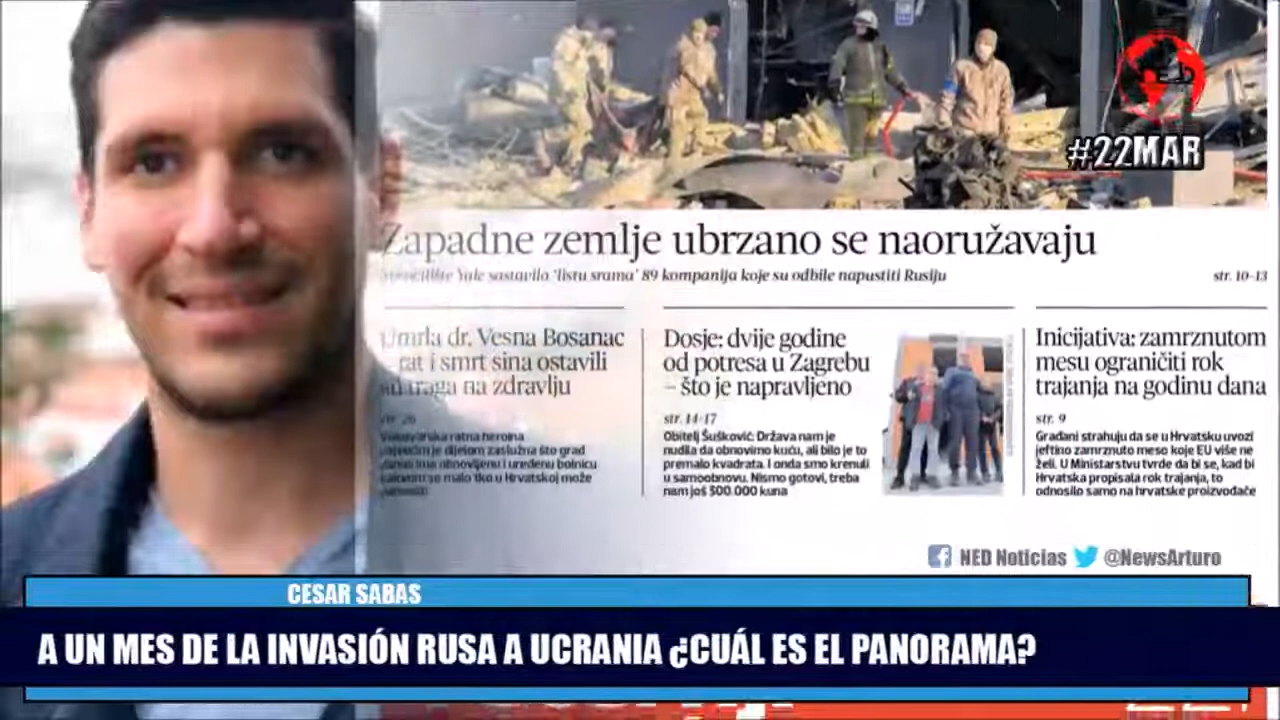 #22MAR
Zapadne zemlje ubrzano se naoružavaju
Yale sastavilo 'listu srama' 89 kompanija koje su odbile napustiti Rusiju
str. 10-13
Umrla dr. Vesna Bosanac
rat i smrt sina ostavili
su traga na zdravlju
str. 26
Vukovarska ratna heroina
dijelom zaslužna što grad
danas ima obnovljenu i uređenu bolnicu
se malo tko u Hrvatskoj može
Dosje: dvije godine
od potresa u Zagrebu
– što je napravljeno
str. 14-17
Obitelj Šušković: Država nam je
nudila da obnovimo kuću, ali bilo je to
premalo kvadrata. I onda smo krenuli
u samoobnovu. Nismo gotovi, treba
nam još 500.000 kuna
Inicijativa: zamrznutom
mesu ograničiti rok
trajanja na godinu dana
str. 9
Građani strahuju da se u Hrvatsku uvozi
jeftino zamrznuto meso koje EU više ne
želi. U Ministarstvu tvrde da bi se, kad bi
Hrvatska propisala rok trajanja, to
odnosilo samo na hrvatske proizvođače
NED Noticias @NewsArturo
CESAR SABAS
A UN MES DE LA INVASIÓN RUSA A UCRANIA ¿CUÁL ES EL PANORAMA?